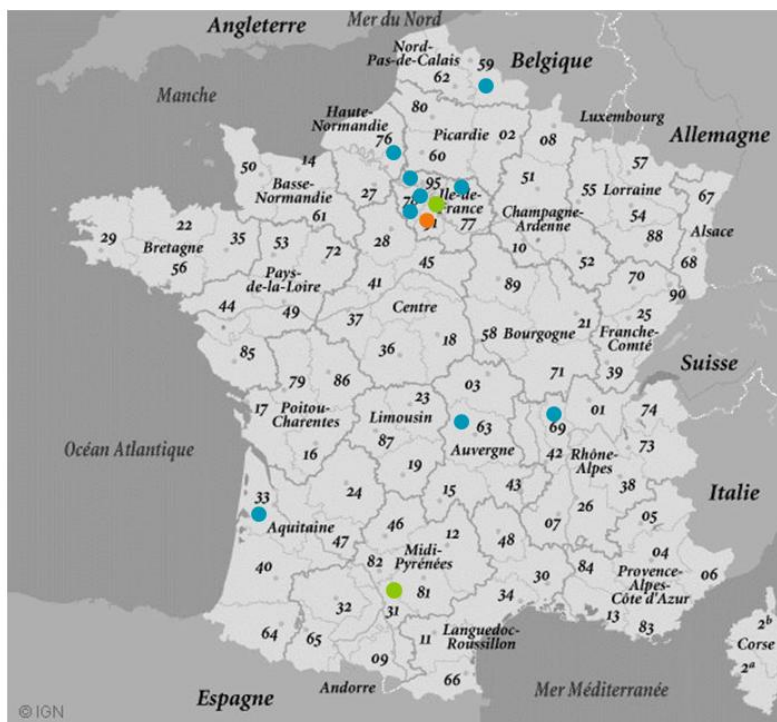 Angleterre
Mer du Nord
Nord-
Pas-de-Calais
59
62
Belgique
Manche
Luxembourg
Allemagne
Haute-
Normandie
76
80
Picardie
02
08
60
50
14
Basse-
Normandie
61
27
95
Ile-de-
France
78
91
77
51
Champagne-
Ardenne
10
52
57
55
Lorraine
54
88
67
Alsace
68
29
22
Bretagne
56
35
53
72
Pays-
de-la-Loire
44
49
85
28
45
41
37
Centre
36
18
89
58
Bourgogne
21
71
70
90
25
Franche-
Comté
39
Suisse
79
86
17
Poitou-
Charentes
16
23
Limousin
87
19
03
63
Auvergne
15
43
01
69
42
Rhône-
Alpes
74
73
38
26
07
Océan Atlantique
Italie
33
Aquitaine
24
47
40
64
46
12
82
Midi-
Pyrénées
81
32
31
65
09
48
30
34
11
Languedoc-
Roussillon
66
05
04
84
Provence-
Alpes-
Côte d'Azur
06
13
83
2b
Corse
2a
Espagne
Andorre
Mer Méditerranée
© IGN